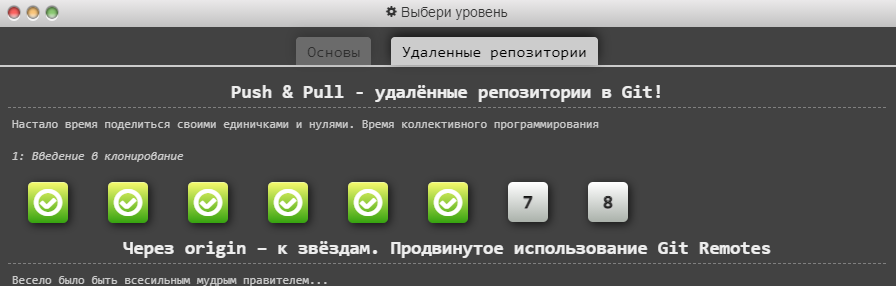 Выбери уровень
Основы
Удаленные репозитории
Push & Pull - удалённые репозитории в Git!
Настало время поделиться своими единичками и нулями. Время коллективного программирования
1: Введение в клонирование
7
8
Через origin – к звёздам. Продвинутое использование Git Remotes
Весело было быть всесильным мудрым правителем...